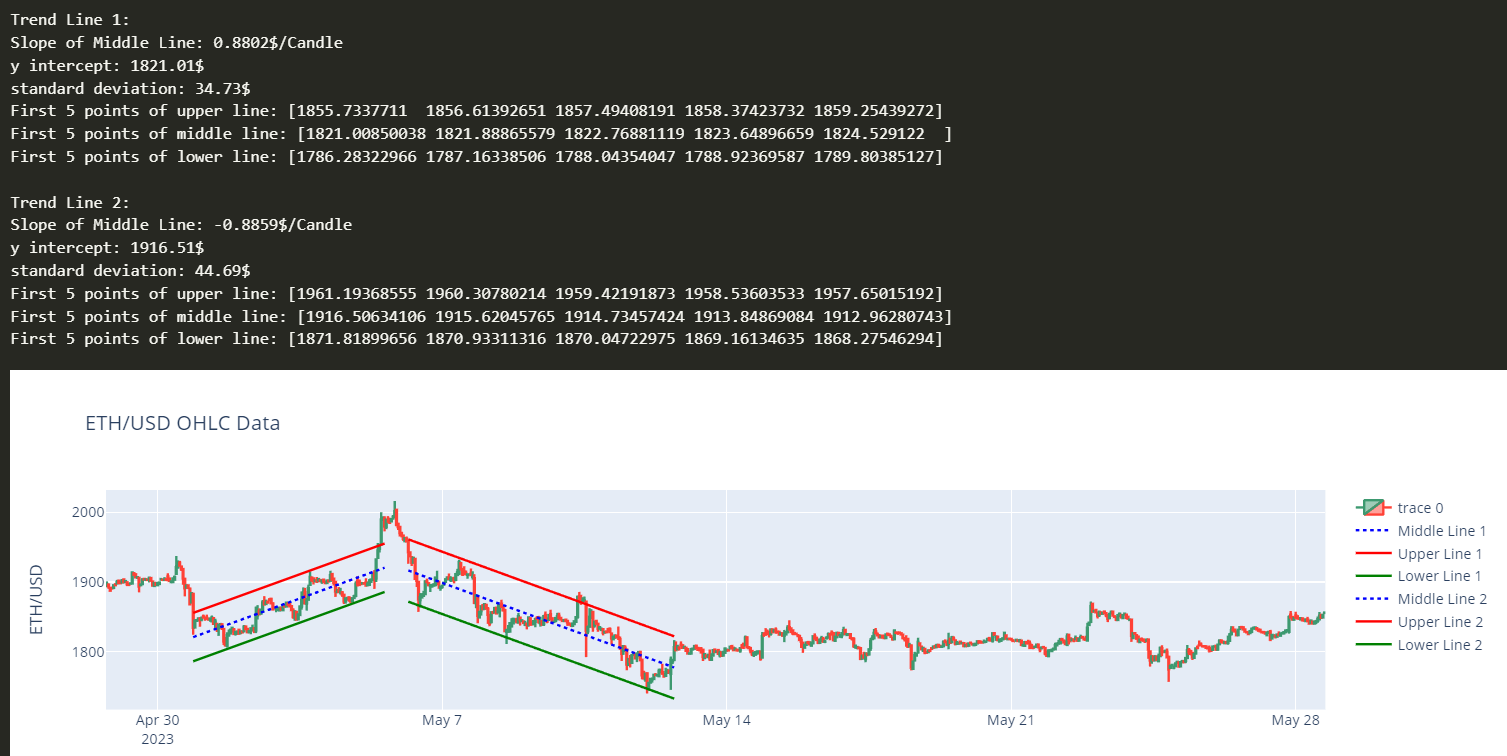 Trend Line 1:
Slope of Middle Line: 0.8802$/Candle
y intercept: 1821.01$
standard deviation: 34.73$
First 5 points of upper line: [1855.7337711  1856.61392651 1857.49408191 1858.37423732 1859.25439272]
First 5 points of middle line: [1821.00850038 1821.88865579 1822.76881119 1823.64896659 1824.529122  ]
First 5 points of lower line: [1786.28322966 1787.16338506 1788.04354047 1788.92369587 1789.80385127]
Trend Line 2:
Slope of Middle Line: -0.8859$/Candle
y intercept: 1916.51$
standard deviation: 44.69$
First 5 points of upper line: [1961.19368555 1960.30780214 1959.42191873 1958.53603533 1957.65015192]
First 5 points of middle line: [1916.50634106 1915.62045765 1914.73457424 1913.84869084 1912.96280743]
First 5 points of lower line: [1871.81899656 1870.93311316 1870.04722975 1869.16134635 1868.27546294]
ETH/USD OHLC Data
ETH/USD
2000
1900
1800
Apr 30
2023
May 7
May 14
May 21
May 28
trace 0
Middle Line 1
Upper Line 1
Lower Line 1
Middle Line 2
Upper Line 2
Lower Line 2